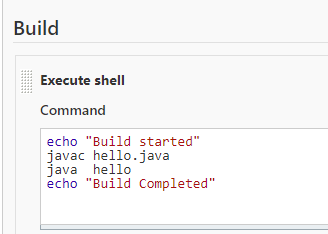 Build
Execute shell
Command
echo "Build started"
javac hello.java
java  hello
echo "Build Completed"